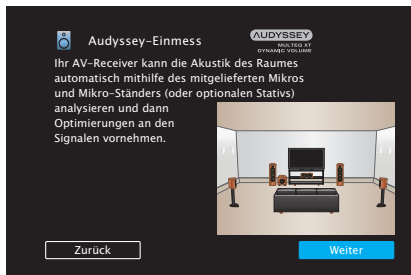 Audyssey-Einmess
AUDYSSEY
MULTEQ XT
DYNAMIC VOLUME
Ihr AV-Receiver kann die Akustik des Raumes
automatisch mithilfe des mitgelieferten Mikros
und Mikro-Ständers (oder optionalen Stativs)
analysieren und dann
Optimierungen an den
Signalen vornehmen.
Zurück
Weiter